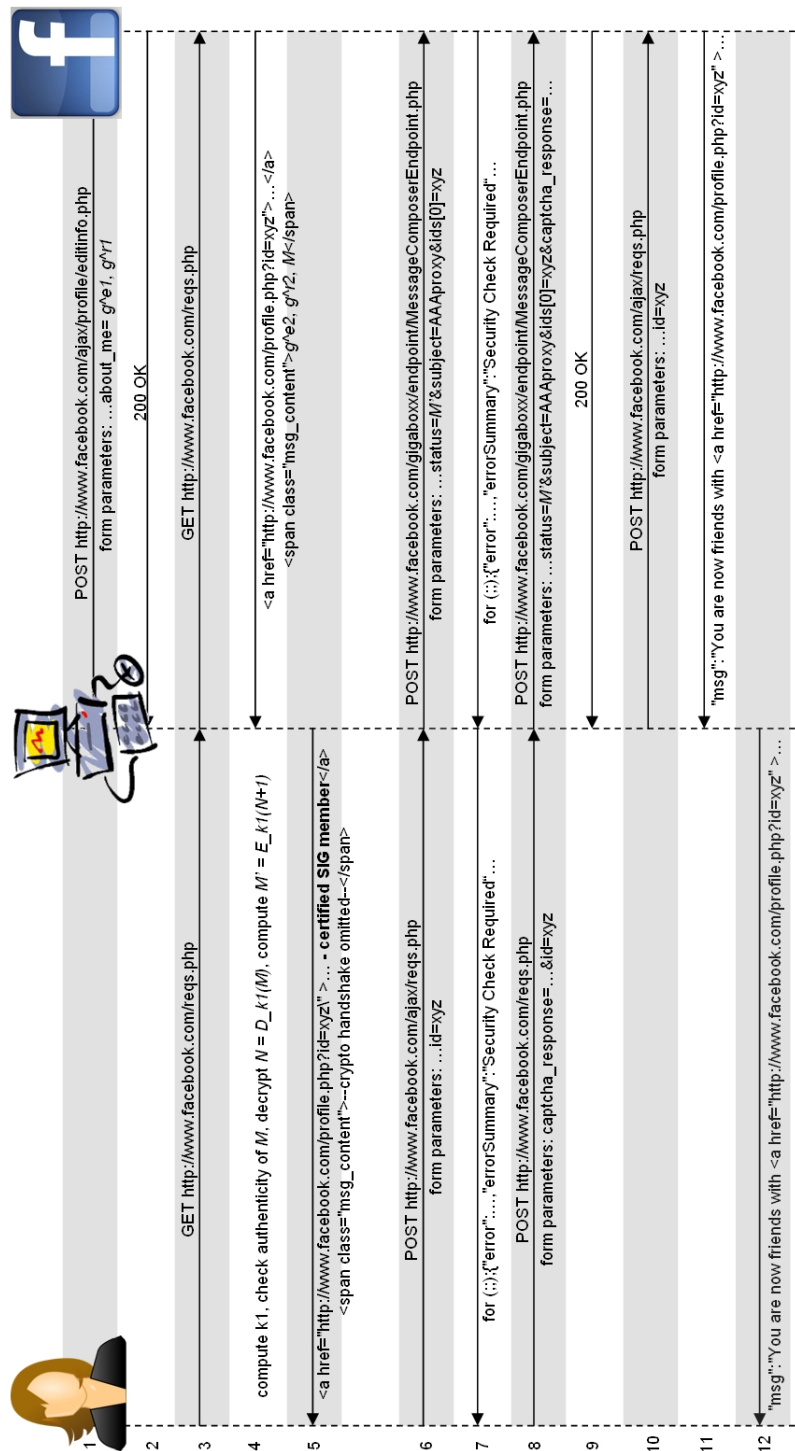 f
1
POST http://www.facebook.com/ajax/profile/editinfo.php
form parameters: …about_me= g^e1, g^r1
2
200 OK
3
GET http://www.facebook.com/reqs.php
GET http://www.facebook.com/reqs.php
4
compute k1, check authenticity of M, decrypt N = D_k1(M), compute M' = E_k1(N+1)
<a href="http://www.facebook.com/profile.php?id=xyz">…</a>
<span class="msg_content">g^e2, g^r2, M</span>
5
<a href="http://www.facebook.com/profile.php?id=xyz\" >… - certified SIG member</a>
<span class="msg_content">--crypto handshake omitted--</span>
6
POST http://www.facebook.com/ajax/reqs.php
form parameters: …id=xyz
POST http://www.facebook.com/gigaboxx/endpoint/MessageComposerEndpoint.php
form parameters: …status=M'&subject=AAAproxy&ids[0]=xyz
7
for (;;);{"error":…,"errorSummary":"Security Check Required"…
for (;;);{"error":…,"errorSummary":"Security Check Required"…
8
POST http://www.facebook.com/reqs.php
form parameters: captcha_response=…&id=xyz
POST http://www.facebook.com/gigaboxx/endpoint/MessageComposerEndpoint.php
form parameters: …status=M'&subject=AAAproxy&ids[0]=xyz&captcha_response=…
9
200 OK
10
POST http://www.facebook.com/ajax/reqs.php
form parameters: …id=xyz
11
"msg":"You are now friends with <a href="http://www.facebook.com/profile.php?id=xyz" >…
12
"msg":"You are now friends with <a href="http://www.facebook.com/profile.php?id=xyz" >…